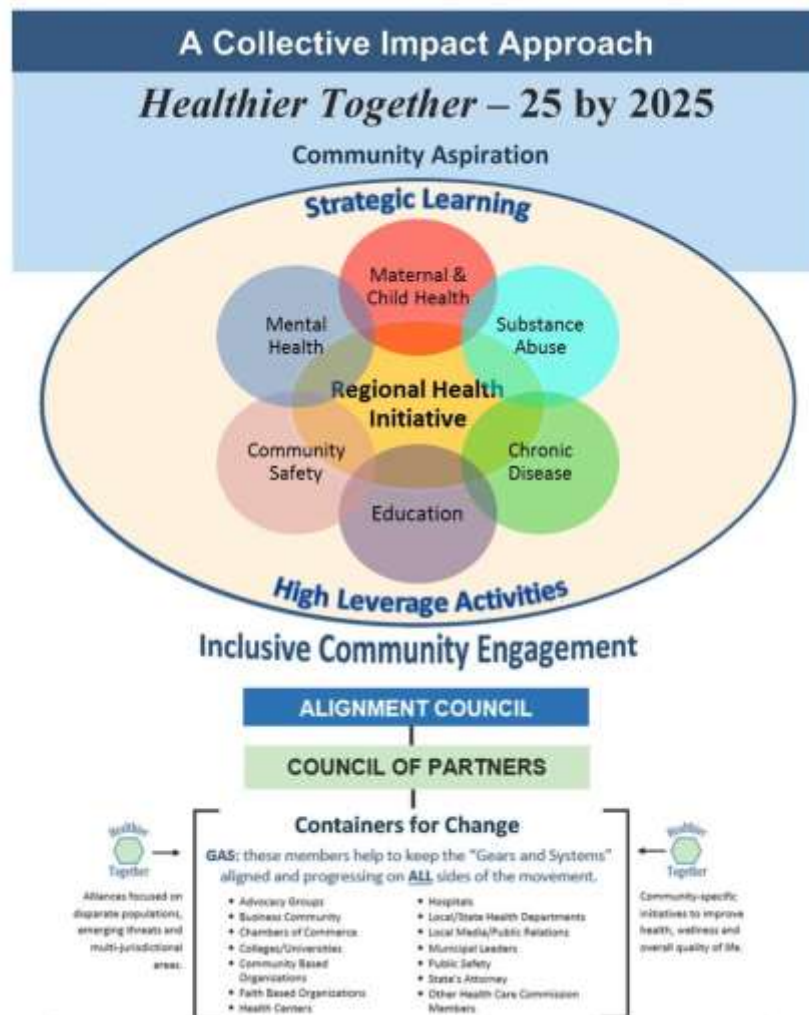 A Collective Impact Approach
Healthier Together – 25 by 2025
Community Aspiration
Strategic Learning
Maternal &
Child Health
Mental
Health
Substance
Abuse
Regional Health
Initiative
Community
Safety
Chronic
Disease
Education
High Leverage Activities
Inclusive Community Engagement
ALIGNMENT COUNCIL
COUNCIL OF PARTNERS
Containers for Change
GAS: these members help to keep the "Gears and Systems"
aligned and progressing on ALL sides of the movement.
• Advocacy Groups
• Business Community
• Chambers of Commerce
• Colleges/Universities
• Community Based
Organizations
• Faith Based Organizations
• Health Centers
• Hospitals
• Local/State Health Departments
• Local Media/Public Relations
• Municipal Leaders
• Public Safety
• State's Attorney
• Other Health Care Commission
Members
Healthier
Together
Alliances focused on
disparate populations,
emerging threats and
multi-jurisdictional
areas.
Healthier
Together
Community-specific
initiatives to improve
health, wellness and
overall quality of life.